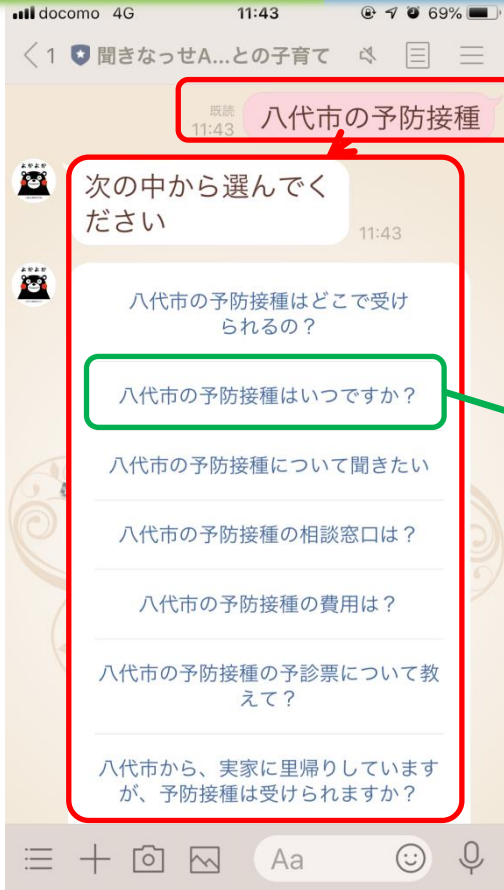 docomo 4G 11:43 69%
1 聞きなっせA...との子育て
既読
11:43
八代市の予防接種
次の中から選んでく
ださい
11:43
八代市の予防接種はどこで受け
られるの？
八代市の予防接種はいつですか？
八代市の予防接種について聞きたい
八代市の予防接種の相談窓口は？
八代市の予防接種の費用は？
八代市の予防接種の予診票について教
えて？
八代市から、実家に里帰りしています
が、予防接種は受けられますか？
Aa